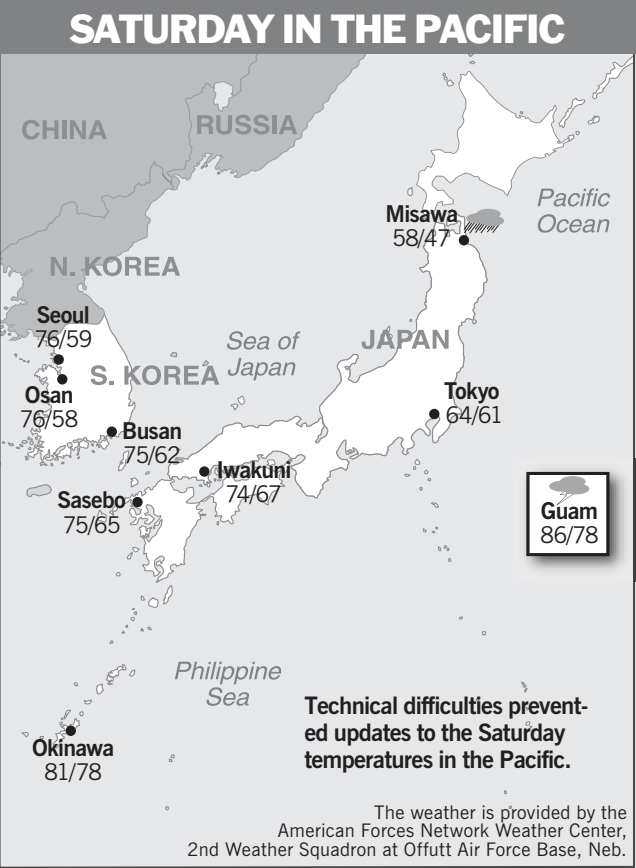 SATURDAY IN THE PACIFIC
CHINA
RUSSIA
Pacific
Ocean
Misawa
58/47
N. KOREA
Seoul
76/59
Sea of
Japan
JAPAN
S. KOREA
Osan
76/58
Tokyo
64/61
Busan
75/62
Iwakuni
74/67
Sasebo
75/65
Guam
86/78
Philippine
Sea
Okinawa
81/78
Technical difficulties prevent-
ed updates to the Saturday
temperatures in the Pacific.
The weather is provided by the
American Forces Network Weather Center,
2nd Weather Squadron at Offutt Air Force Base, Neb.